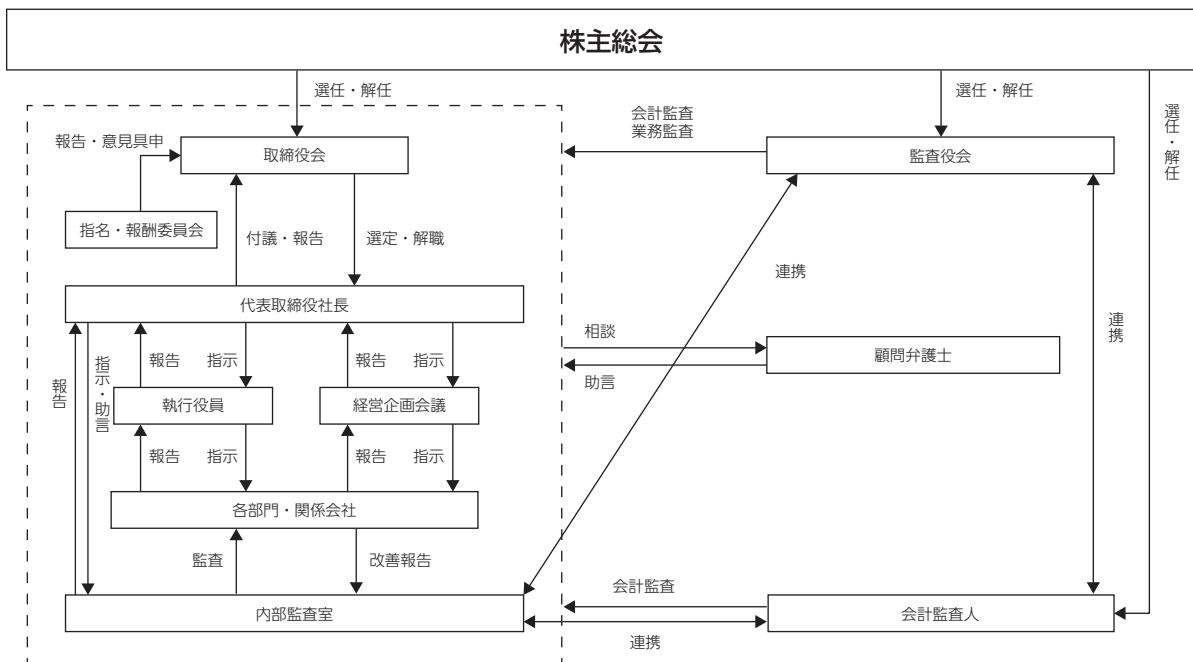 株主総会
選任・解任
選任・解任
選任・解任
会計監査
業務監査
報告・意見具申
取締役会
監査役会
指名・報酬委員会
付議・報告
選定・解職
連携
代表取締役社長
相談
顧問弁護士
助言
連携
報告
指示・助言
報告
指示
報告
指示
執行役員
経営企画会議
報告
指示
報告
指示
各部門・関係会社
監査
改善報告
会計監査
内部監査室
会計監査人
連携